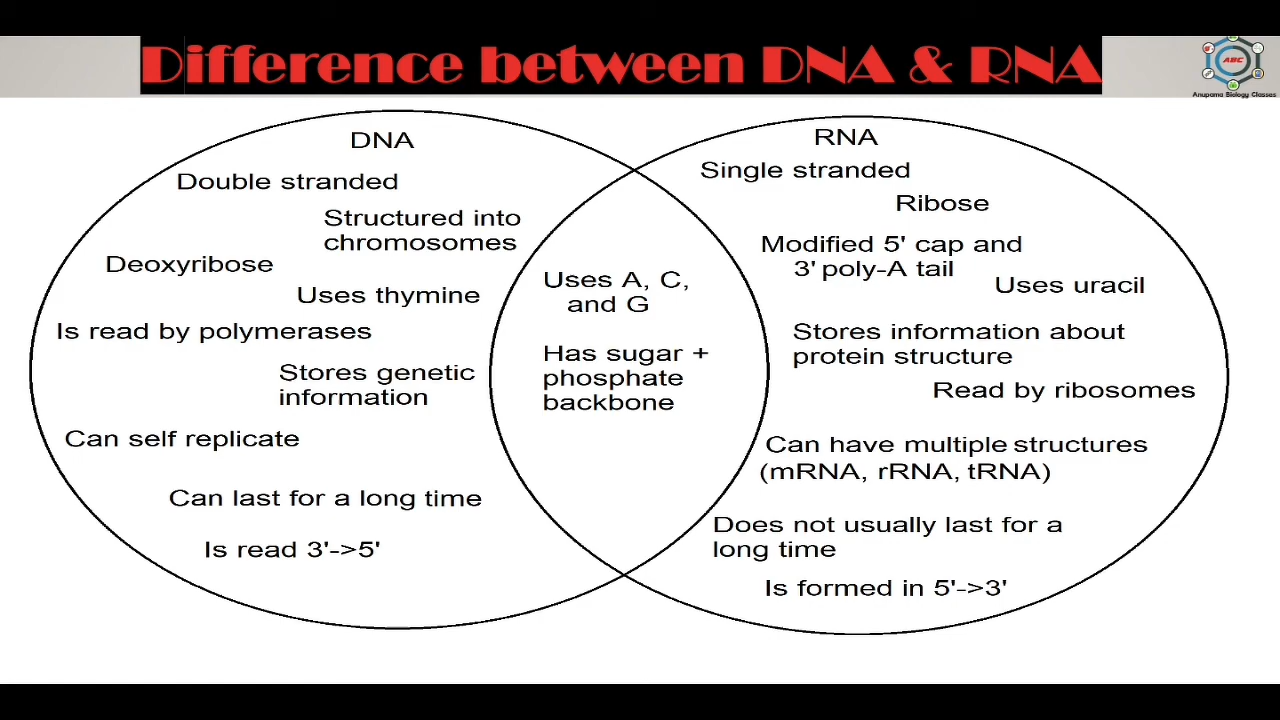 Difference between DNA & RNA
ABC
Anupama Biology Classes
DNA
Double stranded
Structured into
chromosomes
Deoxyribose
Uses thymine
Is read by polymerases
Stores genetic
information
Can self replicate
Can last for a long time
Is read 3'->5'
Uses A, C,
and G
Has sugar +
phosphate
backbone
RNA
Single stranded
Ribose
Modified 5' cap and
3' poly-A tail
Uses uracil
Stores information about
protein structure
Read by ribosomes
Can have multiple structures
(mRNA, rRNA, tRNA)
Does not usually last for a
long time
Is formed in 5'->3'